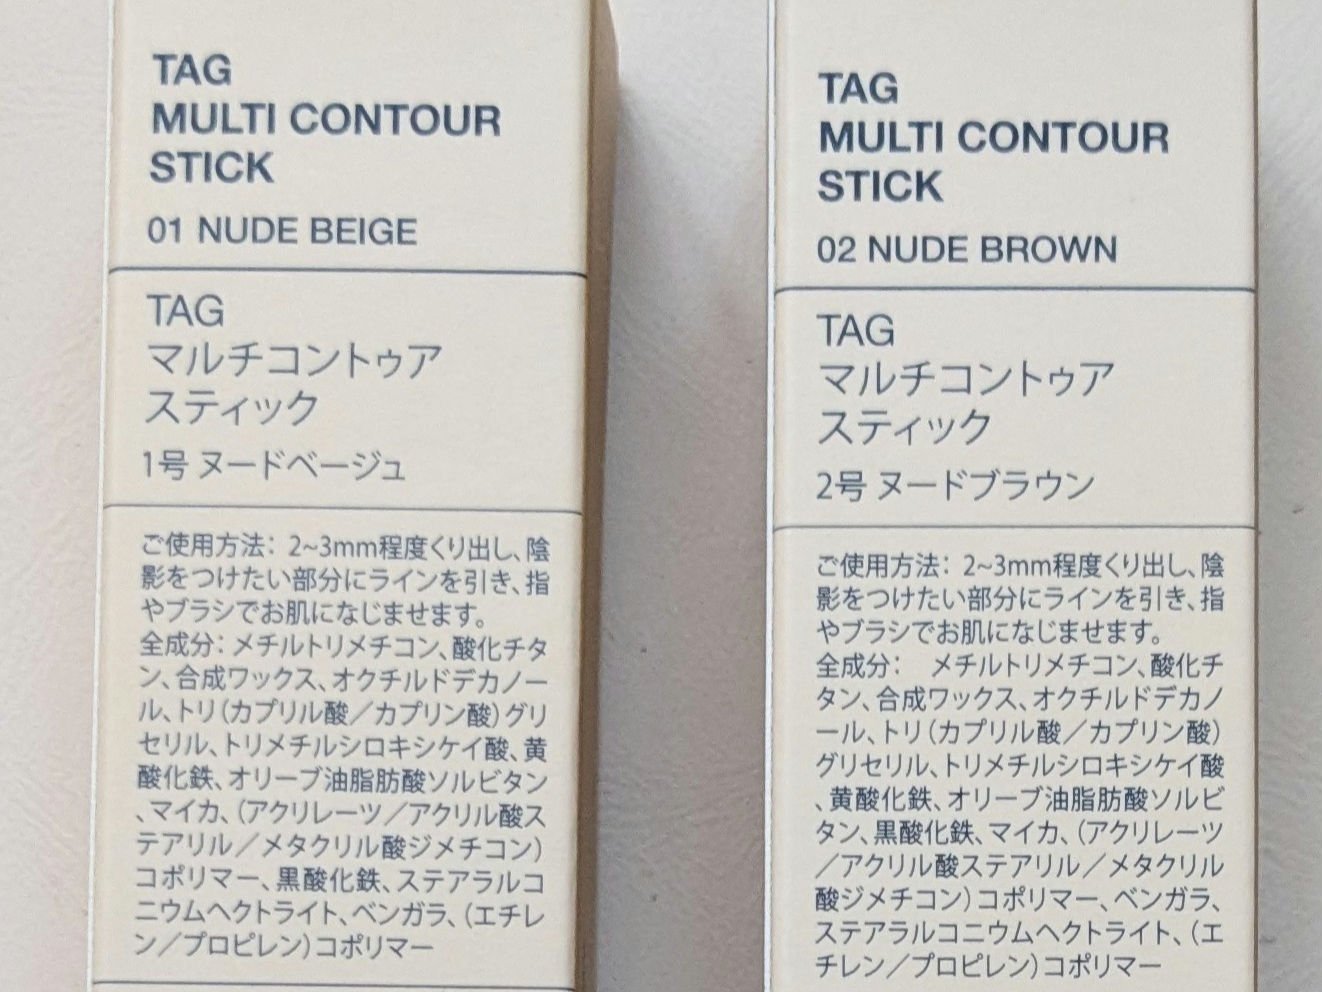 TAG
MULTI CONTOUR
STICK
01 NUDE BEIGE
TAG
マルチコントゥア
スティック
1号 ヌードベージュ
ご使用方法: 2~3mm程度くり出し、陰
影をつけたい部分にラインを引き、指
やブラシでお肌になじませます。
全成分: メチルトリメチコン、酸化チタ
ン、合成ワックス、オクチルドデカノー
ル、トリ(カプリル酸／カプリン酸)グリ
セリル、トリメチルシロキシケイ酸、黄
酸化鉄、オリーブ油脂肪酸ソルビタン
、マイカ、(アクリレーツ／アクリル酸ス
テアリル／メタクリル酸ジメチコン)
コポリマー、黒酸化鉄、ステアラルコ
ニウムヘクトライト、ベンガラ、(エチレ
ン／プロピレン)コポリマー
TAG
MULTI CONTOUR
STICK
02 NUDE BROWN
TAG
マルチコントゥア
スティック
2号 ヌードブラウン
ご使用方法: 2~3mm程度くり出し、陰
影をつけたい部分にラインを引き、指
やブラシでお肌になじませます。
全成分: メチルトリメチコン、酸化チ
タン、合成ワックス、オクチルドデカノ
ール、トリ(カプリル酸／カプリン酸)
グリセリル、トリメチルシロキシケイ酸
、黄酸化鉄、オリーブ油脂肪酸ソルビ
タン、黒酸化鉄、マイカ、(アクリレーツ
／アクリル酸ステアリル／メタクリル
酸ジメチコン)コポリマー、ベンガラ、
ステアラルコニウムヘクトライト、(エ
チレン／プロピレン)コポリマー